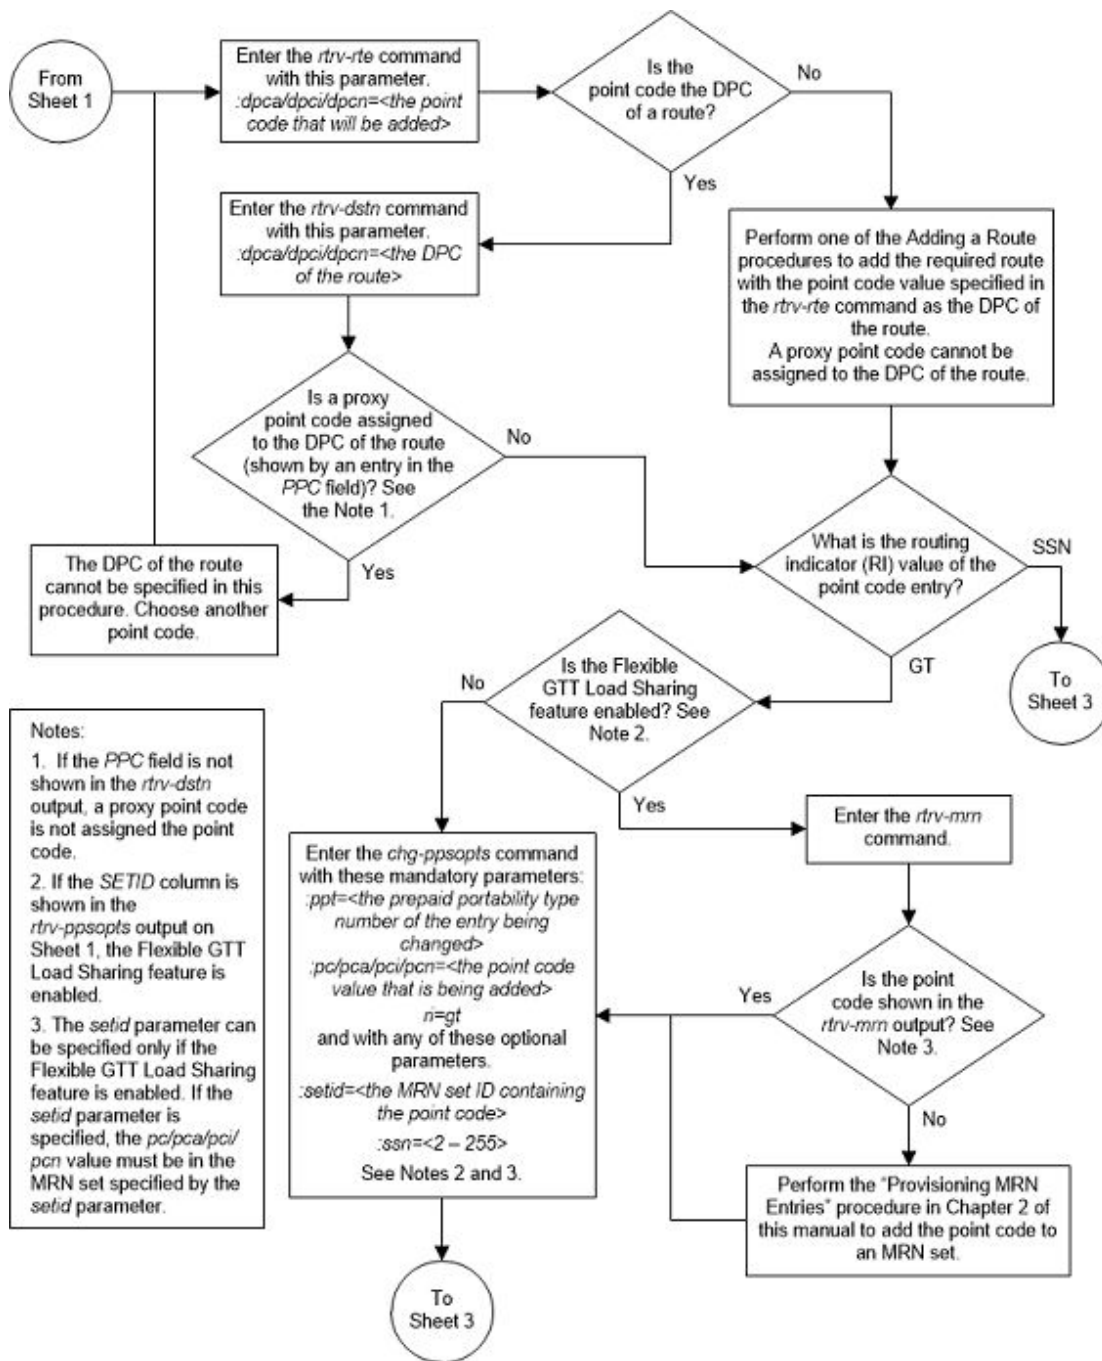 From
Sheet 1
Enter the rtrv-rte command
with this parameter.
:dpca/dpci/dpcn=<the point
code that will be added>
Is the
point code the DPC
of a route?
No
Yes
Enter the rtrv-dstn command
with this parameter.
:dpca/dpci/dpcn=<the DPC
of the route>
Perform one of the Adding a Route
procedures to add the required route
with the point code value specified in
the rtrv-rte command as the DPC of
the route.
A proxy point code cannot be
assigned to the DPC of the route.
Is a proxy
point code assigned
to the DPC of the route
(shown by an entry in the
PPC field)? See
the Note 1.
No
Yes
The DPC of the route
cannot be specified in this
procedure. Choose another
point code.
What is the routing
indicator (RI) value of the
point code entry?
SSN
GT
To
Sheet 3
Is the Flexible
GTT Load Sharing
feature enabled? See
Note 2.
No
Yes
Notes:
1. If the PPC field is not
shown in the rtrv-dstn
output, a proxy point code
is not assigned the point
code.
2. If the SETID column is
shown in the
rtrv-ppsopts output on
Sheet 1, the Flexible GTT
Load Sharing feature is
enabled.
3. The setid parameter can
be specified only if the
Flexible GTT Load Sharing
feature is enabled. If the
setid parameter is
specified, the pc/pca/pci/
pcn value must be in the
MRN set specified by the
setid parameter.
Enter the chg-ppsopts command
with these mandatory parameters:
:ppt=<the prepaid portability type
number of the entry being
changed>
:pc/pca/pci/pcn=<the point code
value that is being added>
ri=gt
and with any of these optional
parameters.
:setid=<the MRN set ID containing
the point code>
:ssn=<2 – 255>
See Notes 2 and 3.
Enter the rtrv-mrn
command.
Is the point
code shown in the
rtrv-mrn output? See
Note 3.
Yes
No
Perform the “Provisioning MRN
Entries” procedure in Chapter 2 of
this manual to add the point code to
an MRN set.
To
Sheet 3